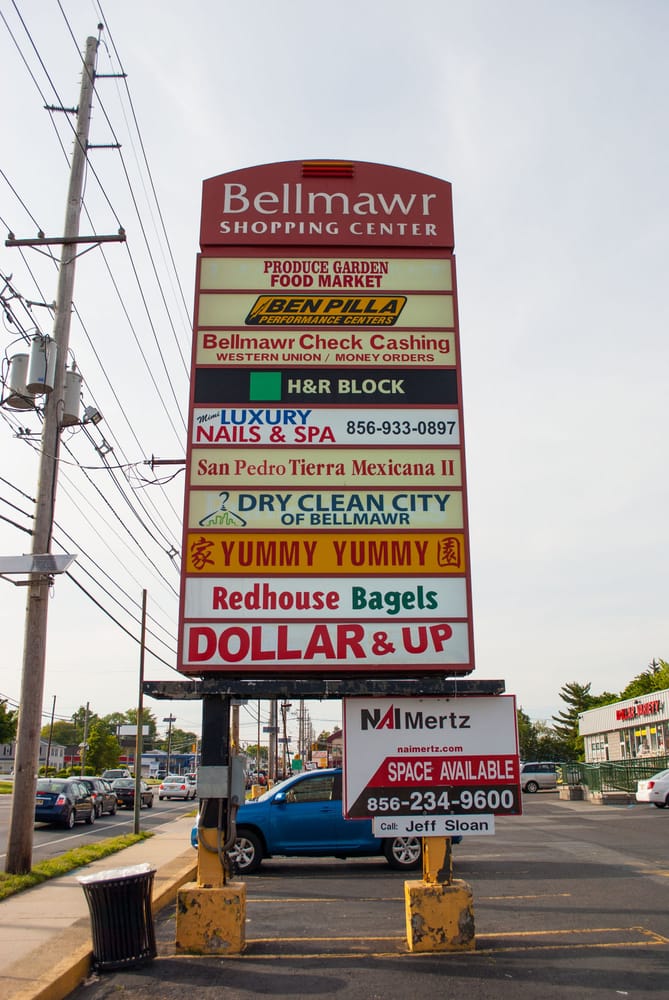 Bellmawr
SHOPPING CENTER
PRODUCE GARDEN
FOOD MARKET
BEN PILLA
PERFORMANCE CENTERS
Bellmawr Check Cashing
WESTERN UNION / MONEY ORDERS
H&R BLOCK
Mimi LUXURY
NAILS & SPA 856-933-0897
San Pedro Tierra Mexicana II
DRY CLEAN CITY
OF BELLMAWR
家 YUMMY YUMMY 園
Redhouse Bagels
DOLLAR & UP
NAI Mertz
naimertz.com
SPACE AVAILABLE
856-234-9600
Call: Jeff Sloan